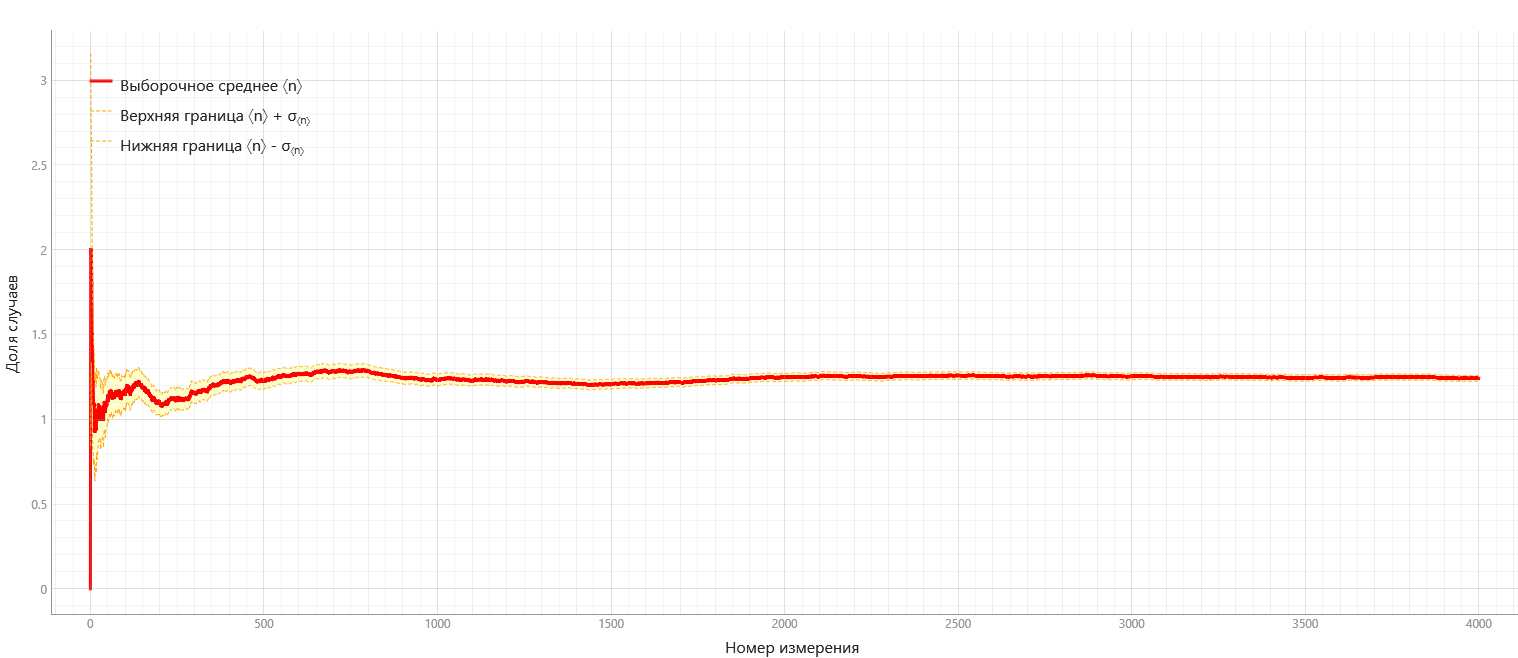 Выборочное среднее ⟨n⟩
Верхняя граница ⟨n⟩ + σ⟨n⟩
Нижняя граница ⟨n⟩ - σ⟨n⟩
Доля случаев
3
2.5
2
1.5
1
0.5
0
0 500 1000 1500 2000 2500 3000 3500 4000
Номер измерения